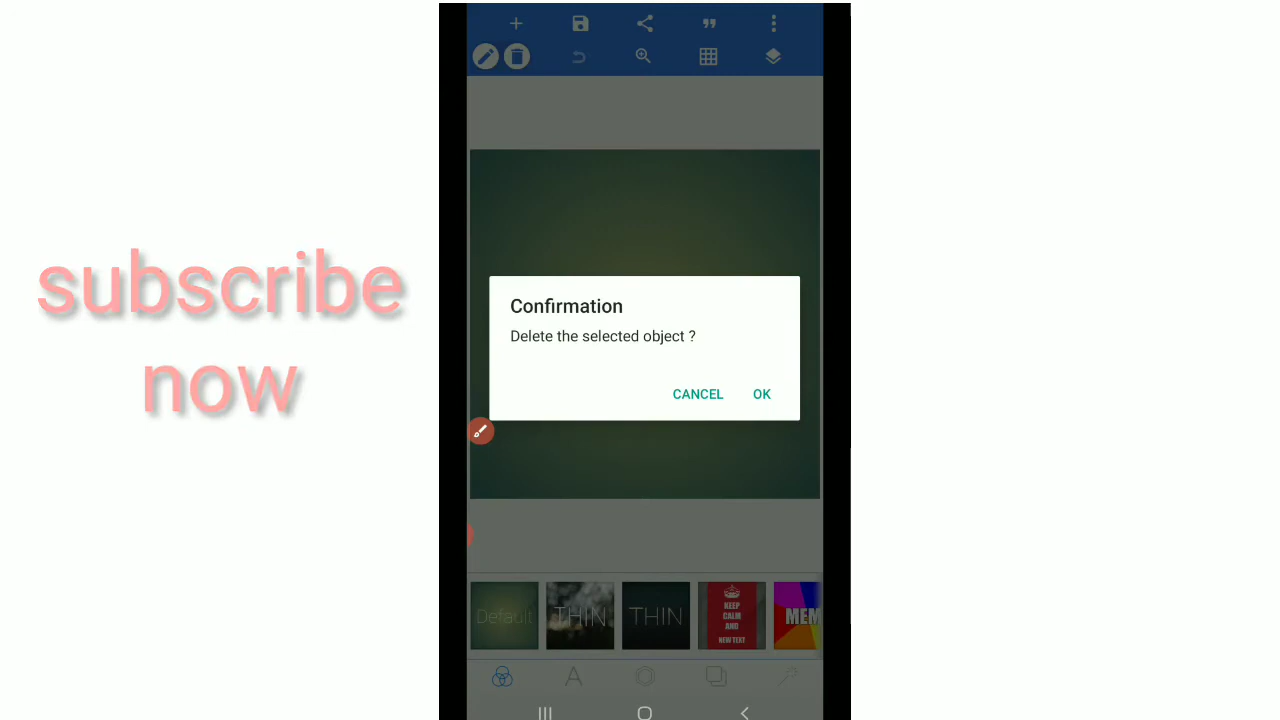 subscribe
now
Confirmation
Delete the selected object ?
CANCEL
OK
Default
THIN
THIN
KEEP
CALM
AND
NEW TEXT
MEM
A